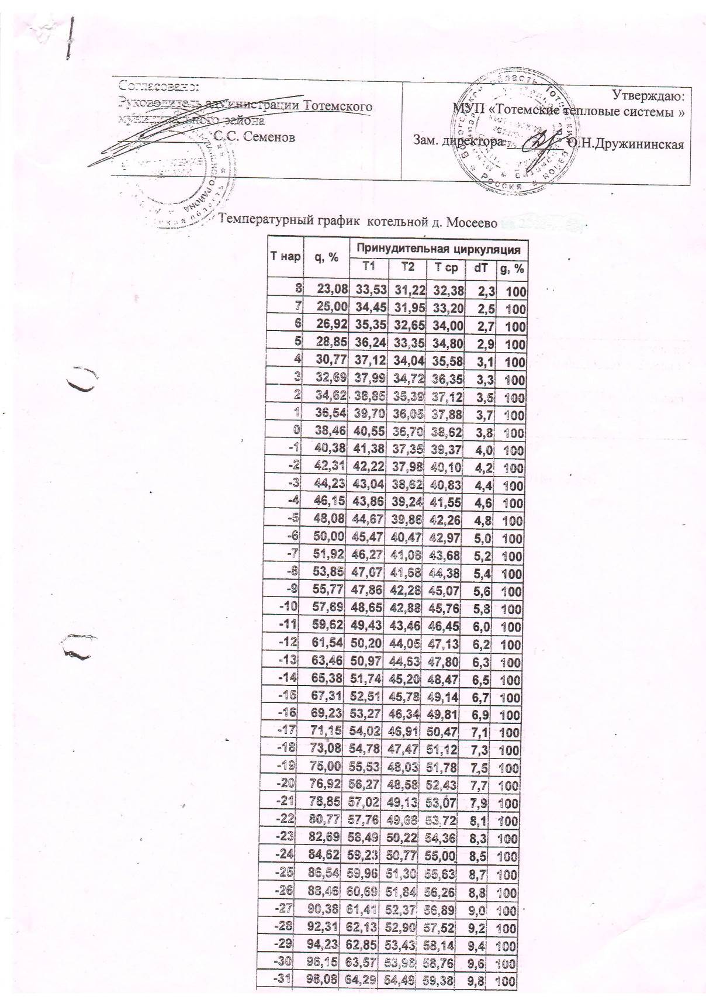 Согласовано:
Руководитель администрации Тотемского
муниципального района
С.С. Семенов
Утверждаю:
МУП «Тотемские тепловые системы »
Зам. директора О.Н.Дружининская
РАЙОНА
РОССИЯ
Температурный график котельной д. Мосеево
Т нар q, % Принудительная циркуляция
Т1 Т2 Т ср dT g, %
8 23,08 33,53 31,22 32,38 2,3 100
7 25,00 34,45 31,95 33,20 2,5 100
6 26,92 35,35 32,65 34,00 2,7 100
5 28,85 36,24 33,35 34,80 2,9 100
4 30,77 37,12 34,04 35,58 3,1 100
3 32,69 37,99 34,72 36,35 3,3 100
2 34,62 38,85 35,39 37,12 3,5 100
1 36,54 39,70 36,05 37,88 3,7 100
0 38,46 40,55 36,70 38,62 3,8 100
-1 40,38 41,38 37,35 39,37 4,0 100
-2 42,31 42,22 37,98 40,10 4,2 100
-3 44,23 43,04 38,62 40,83 4,4 100
-4 46,15 43,86 39,24 41,55 4,6 100
-5 48,08 44,67 39,86 42,26 4,8 100
-6 50,00 45,47 40,47 42,97 5,0 100
-7 51,92 46,27 41,08 43,68 5,2 100
-8 53,85 47,07 41,68 44,38 5,4 100
-9 55,77 47,86 42,28 45,07 5,6 100
-10 57,69 48,65 42,88 45,76 5,8 100
-11 59,62 49,43 43,46 46,45 6,0 100
-12 61,54 50,20 44,05 47,13 6,2 100
-13 63,46 50,97 44,63 47,80 6,3 100
-14 65,38 51,74 45,20 48,47 6,5 100
-15 67,31 52,51 45,78 49,14 6,7 100
-16 69,23 53,27 46,34 49,81 6,9 100
-17 71,15 54,02 46,91 50,47 7,1 100
-18 73,08 54,78 47,47 51,12 7,3 100
-19 75,00 55,53 48,03 51,78 7,5 100
-20 76,92 56,27 48,58 52,43 7,7 100
-21 78,85 57,02 49,13 53,07 7,9 100
-22 80,77 57,76 49,68 53,72 8,1 100
-23 82,69 58,49 50,22 54,36 8,3 100
-24 84,62 59,23 50,77 55,00 8,5 100
-25 86,54 59,96 51,30 55,63 8,7 100
-26 88,46 60,69 51,84 56,26 8,8 100
-27 90,38 61,41 52,37 56,89 9,0 100
-28 92,31 62,13 52,90 57,52 9,2 100
-29 94,23 62,85 53,43 58,14 9,4 100
-30 96,15 63,57 53,96 58,76 9,6 100
-31 98,08 64,29 54,48 59,38 9,8 100